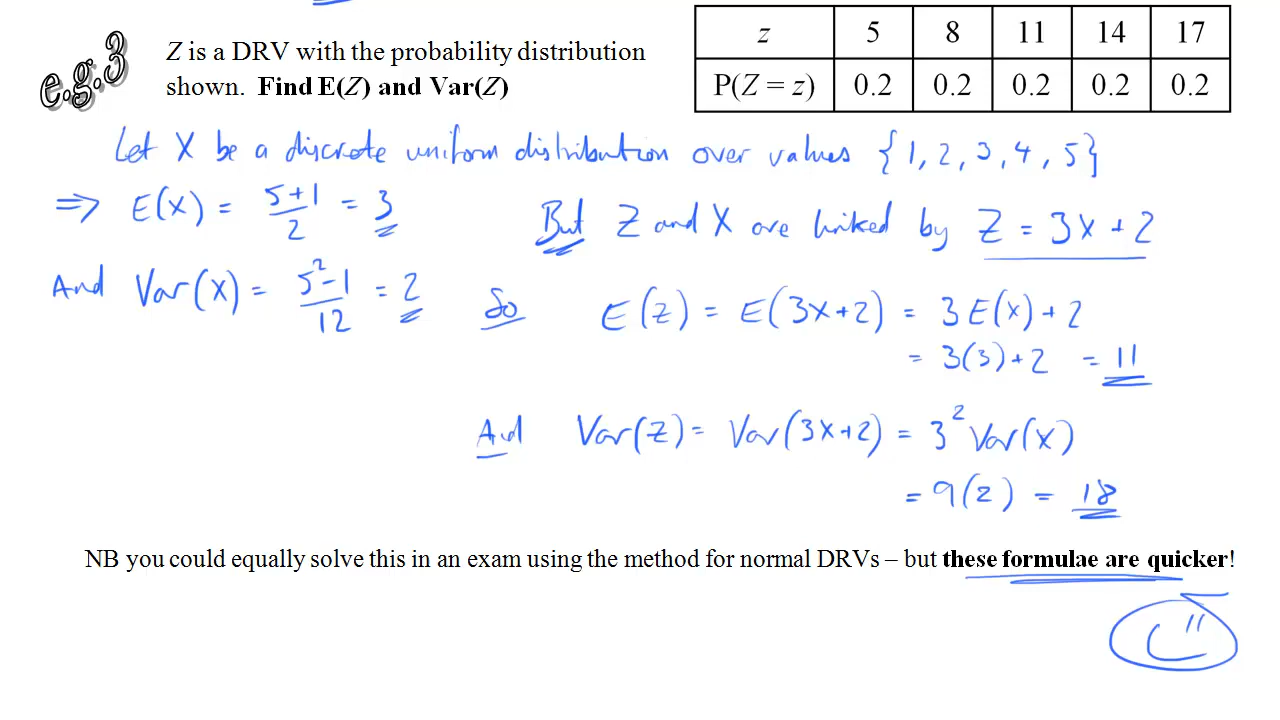 e.g.3
Z is a DRV with the probability distribution
shown. Find E(Z) and Var(Z)
z 5 8 11 14 17
P(Z = z) 0.2 0.2 0.2 0.2 0.2
Let X be a discrete uniform distribution over values {1, 2, 3, 4, 5}
⇒ E(X) = 5+1/2 = 3
But Z and X are linked by Z = 3X + 2
And Var(X) = 5²-1/12 = 2
So E(Z) = E(3X+2) = 3E(X)+2
= 3(3)+2 = 11
And Var(Z) = Var(3X+2) = 3² Var(X)
= 9(2) = 18
NB you could equally solve this in an exam using the method for normal DRVs – but these formulae are quicker!